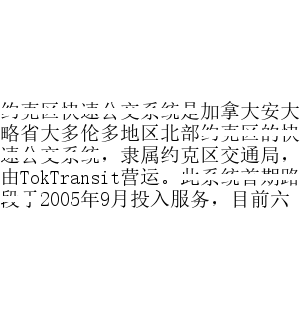 约克区快速公交系统是加拿大安大
略省大多伦多地区北部约克区的快
速公交系统，隶属约克区交通局，
由TokTransit营运。此系统首期路
段于2005年9月投入服务，目前六